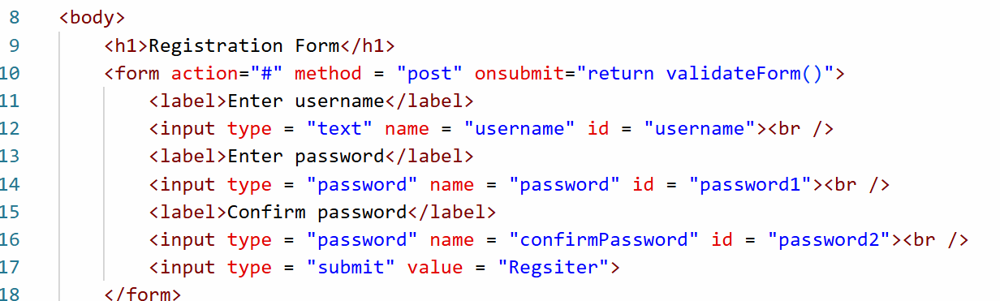 8 <body>
9 <h1>Registration Form</h1>
10 <form action="#" method = "post" onsubmit="return validateForm()">
11 <label>Enter username</label>
12 <input type = "text" name = "username" id = "username"><br />
13 <label>Enter password</label>
14 <input type = "password" name = "password" id = "password1"><br />
15 <label>Confirm password</label>
16 <input type = "password" name = "confirmPassword" id = "password2"><br />
17 <input type = "submit" value = "Regsiter">
18 </form>